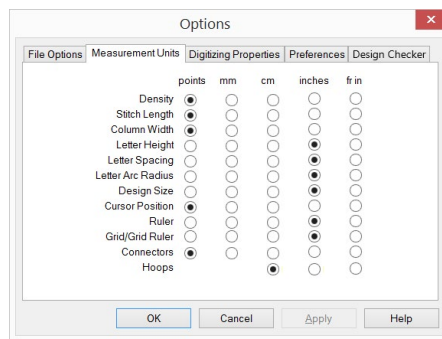 Options
File Options Measurement Units Digitizing Properties Preferences Design Checker
points mm cm inches fr in
Density
Stitch Length
Column Width
Letter Height
Letter Spacing
Letter Arc Radius
Design Size
Cursor Position
Ruler
Grid/Grid Ruler
Connectors
Hoops
OK Cancel Apply Help